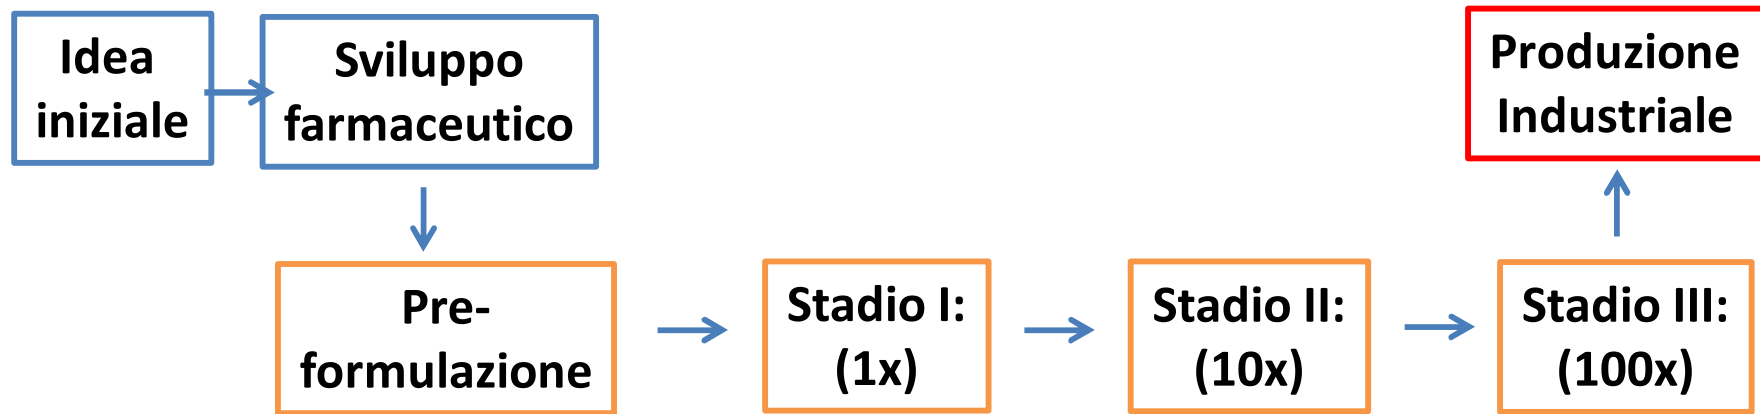 Idea
iniziale
Sviluppo
farmaceutico
Pre-
formulazione
Stadio I:
(1x)
Stadio II:
(10x)
Stadio III:
(100x)
Produzione
Industriale